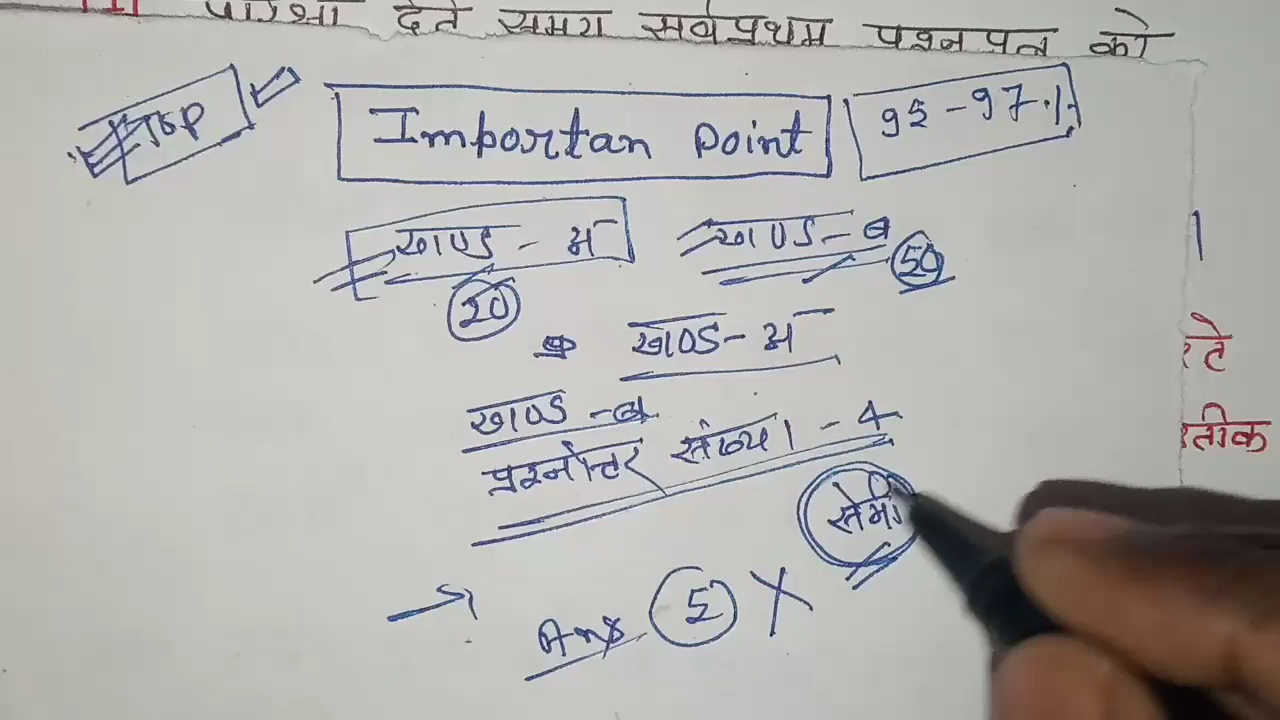 परिक्षा देते समय सर्वप्रथम प्रश्नपत्र को
TOP Importan Point 95-97.1.
खण्ड - अ खण्ड - ब
20 50
खण्ड - अ
खण्ड - ब
प्रश्नोत्तर संख्या - 4
Ans 5 X
तीक